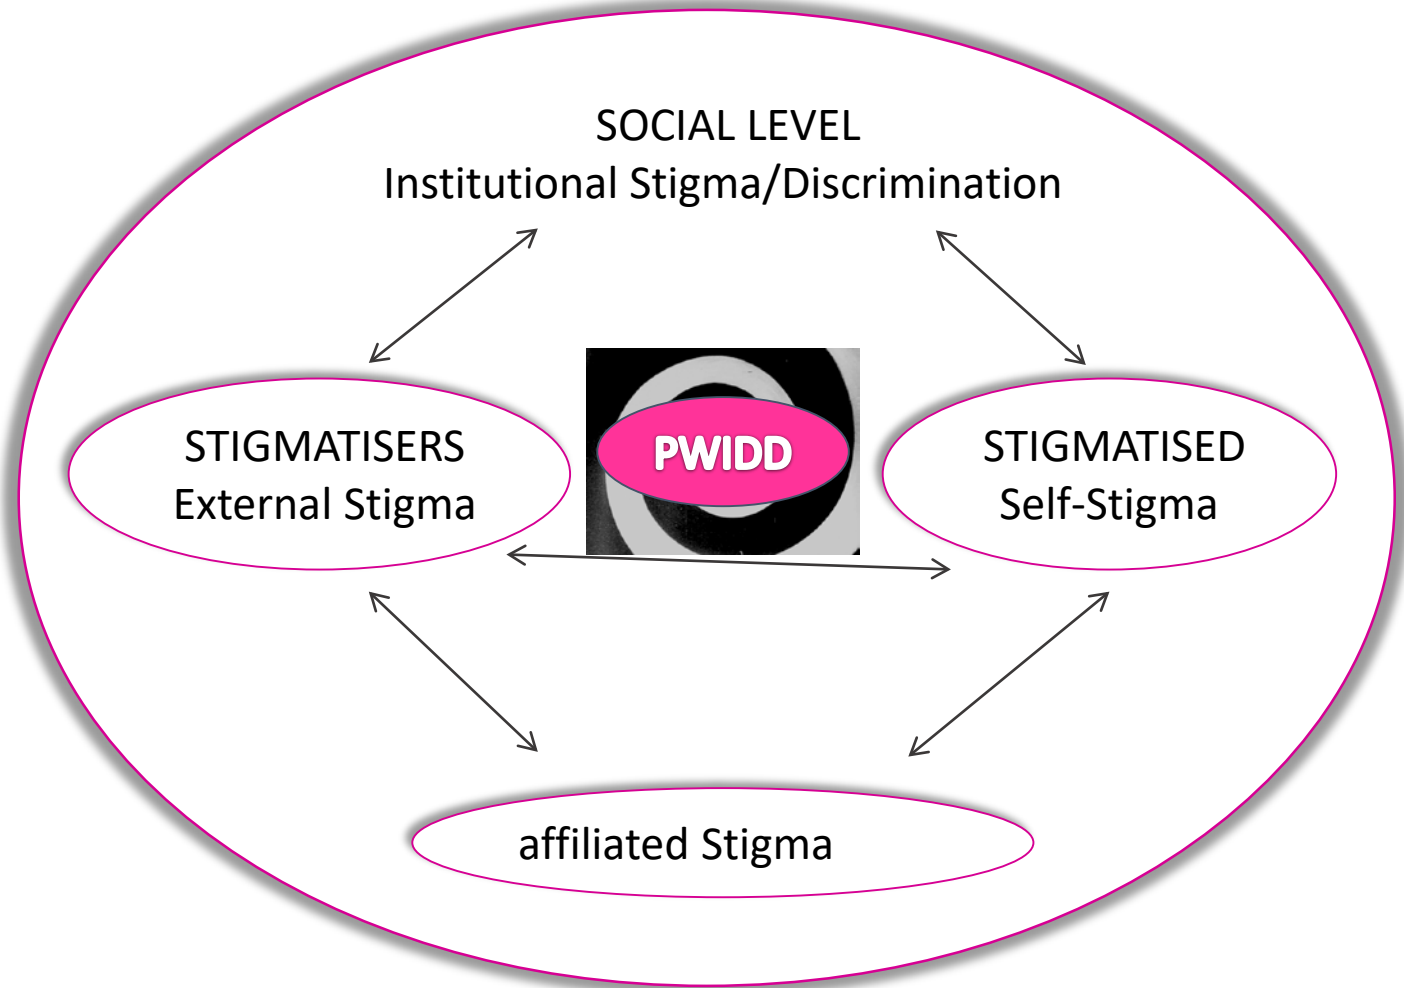 SOCIAL LEVEL
Institutional Stigma/Discrimination
STIGMATISERS
External Stigma
PWIDD
STIGMATISED
Self-Stigma
affiliated Stigma